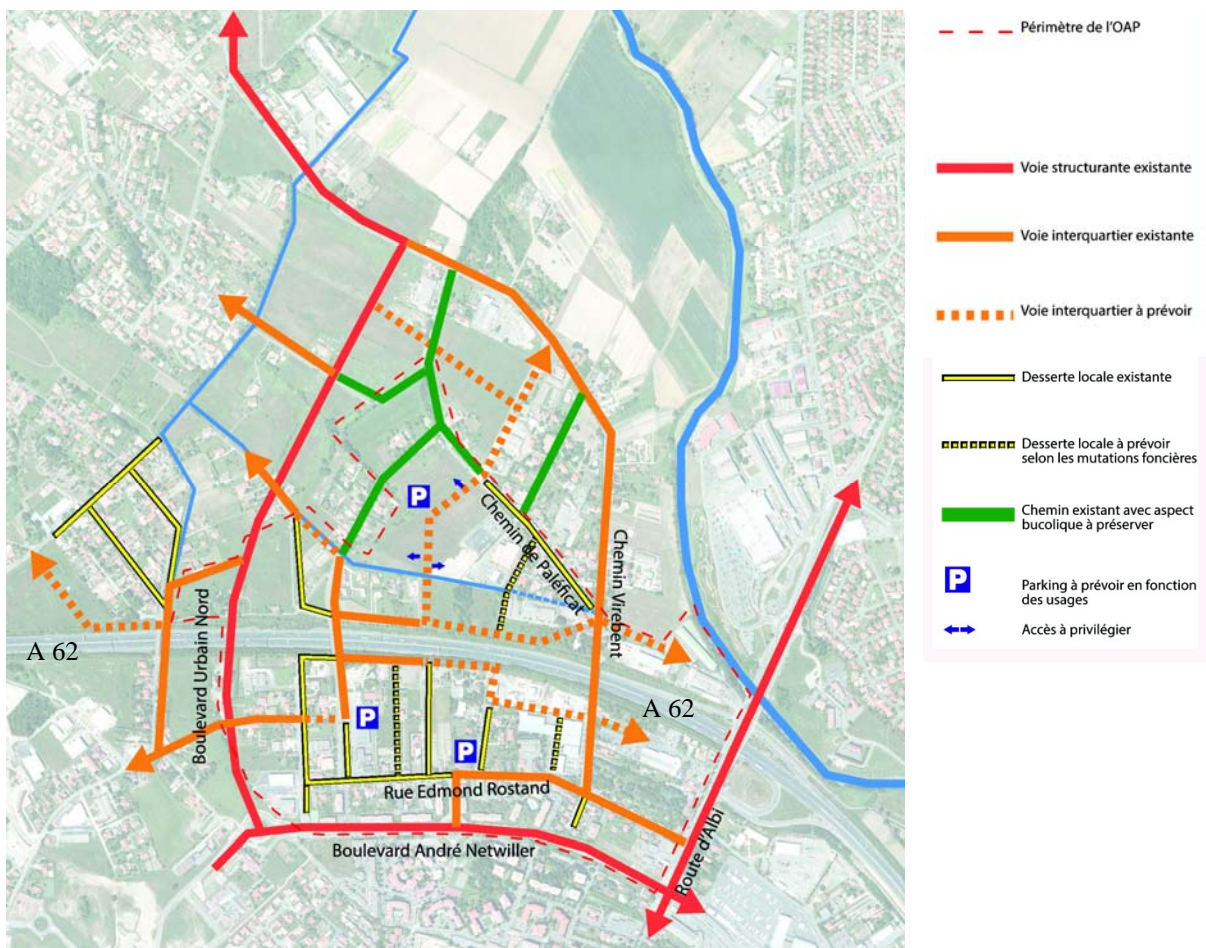 Périmètre de l'OAP
Voie structurante existante
Voie interquartier existante
Voie interquartier à prévoir
Desserte locale existante
Desserte locale à prévoir
selon les mutations foncières
Chemin existant avec aspect
bucolique à préserver
P
Parking à prévoir en fonction
des usages
Accès à privilégier
P
Chemin de Paléficat
Chemin Virebent
Boulevard Urbain Nord
A 62
A 62
P
P
Rue Edmond Rostand
Boulevard André Netwiller
Route d'Albi